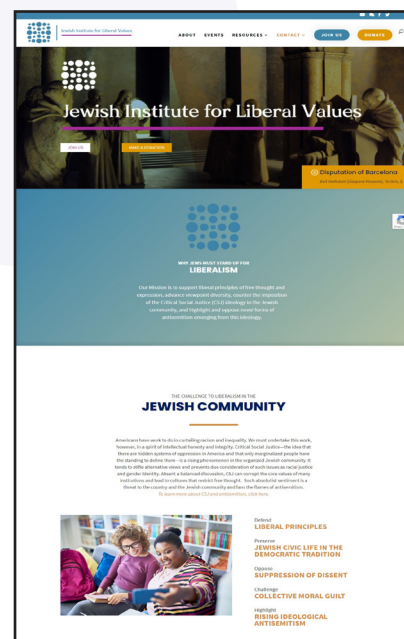 Jewish Institute for Liberal Values
ABOUT EVENTS RESOURCES CONTACT JOIN US DONATE
Jewish Institute for Liberal Values
JOIN US MAKE A DONATION
Disputation of Barcelona
WHY JEWS MUST STAND UP FOR
LIBERALISM
Our Mission is to support liberal principles of free thought and
expression, advance viewpoint diversity, counter the imposition
of the Critical Social Justice (CSJ) ideology in the Jewish
community, and highlight and oppose novel forms of
antisemitism emerging from this ideology.
THE CHALLENGE TO LIBERALISM IN THE
JEWISH COMMUNITY
Americans have work to do in curtailing racism and inequality. We must undertake this work,
however, in a spirit of intellectual honesty and integrity. Critical Social Justice—the idea that
there are hidden systems of oppression in America and that only marginalized people have
the standing to define them—is a rising phenomenon in the organized Jewish community. It
tends to stifle alternative views and prevents due consideration of such issues as racial justice
and gender identity. Absent a balanced discussion, CSJ can corrupt the core values of many
institutions and lead to cultures that restrict free thought. Such absolutist sentiment is a
threat to the country and the Jewish community and fans the flames of antisemitism.
To learn more about CSJ and antisemitism, click here.
Defend
LIBERAL PRINCIPLES
Preserve
JEWISH CIVIC LIFE IN THE
DEMOCRATIC TRADITION
Oppose
SUPPRESSION OF DISSENT
Challenge
COLLECTIVE MORAL GUILT
Highlight
RISING IDEOLOGICAL
ANTISEMITISM